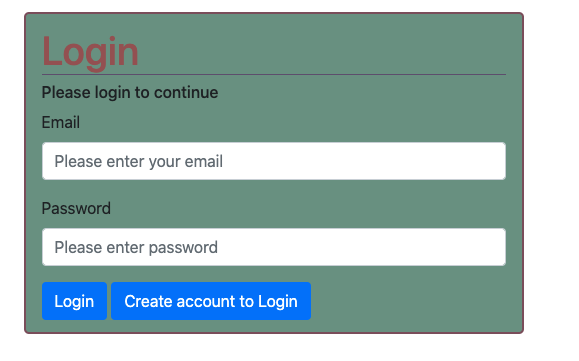 Login
Please login to continue
Email
Please enter your email
Password
Please enter password
Login Create account to Login